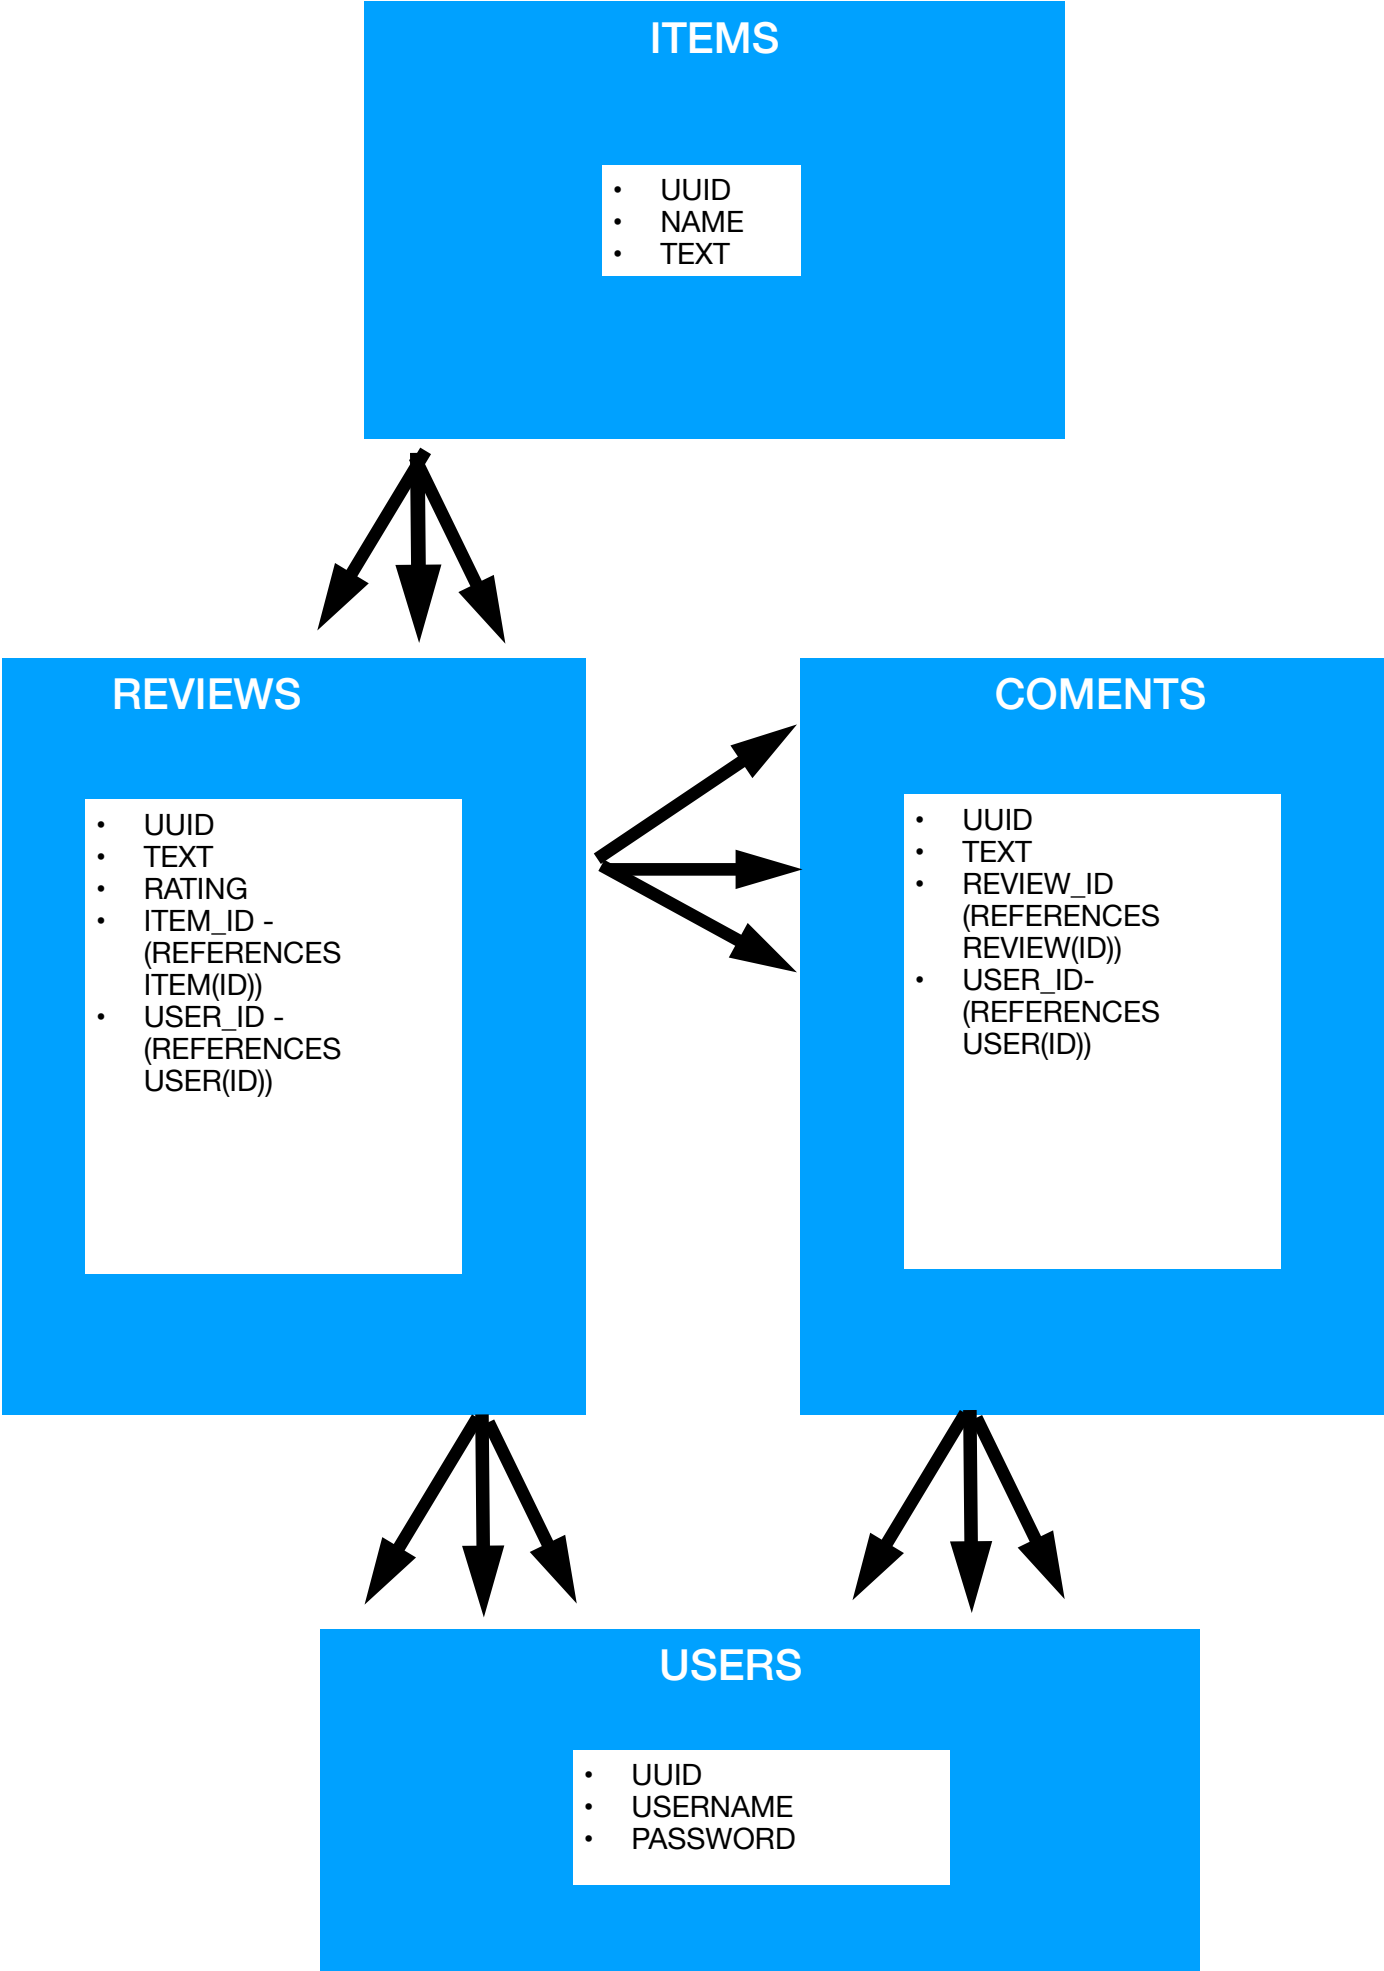 ITEMS
• UUID
• NAME
• TEXT
REVIEWS
• UUID
• TEXT
• RATING
• ITEM_ID -
(REFERENCES
ITEM(ID))
• USER_ID -
(REFERENCES
USER(ID))
COMENTS
• UUID
• TEXT
• REVIEW_ID
(REFERENCES
REVIEW(ID))
• USER_ID-
(REFERENCES
USER(ID))
USERS
• UUID
• USERNAME
• PASSWORD